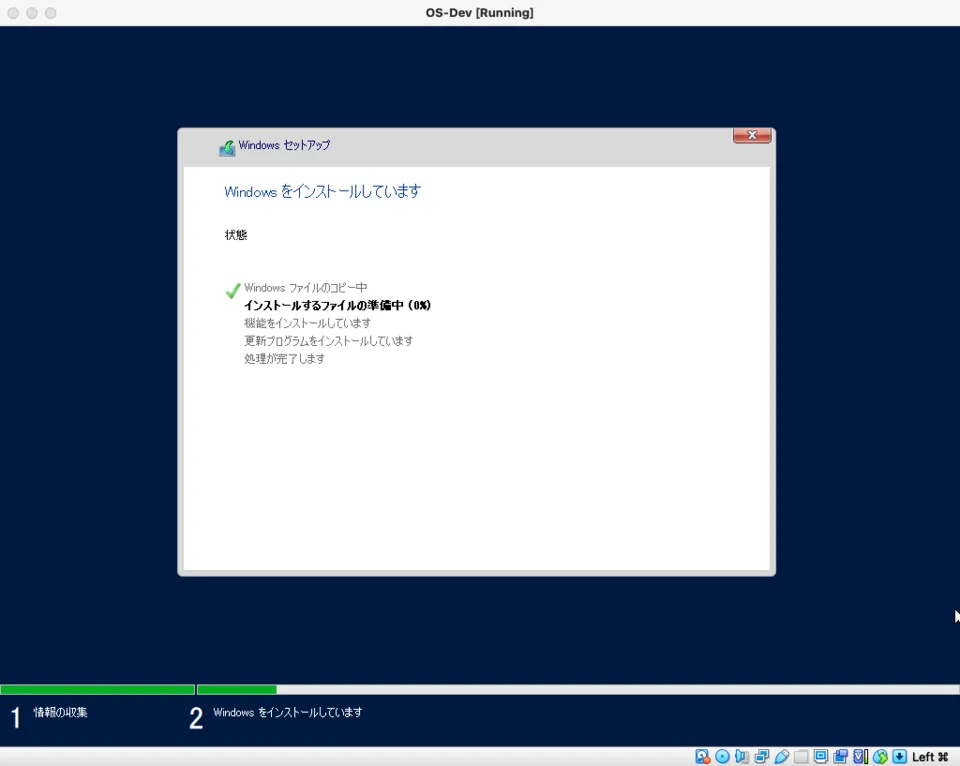 OS-Dev [Running]
Windows セットアップ
Windows をインストールしています
状態
Windows ファイルのコピー中
インストールするファイルの準備中 (0%)
機能をインストールしています
更新プログラムをインストールしています
処理が完了します
1 情報の収集
2 Windows をインストールしています
Left ⌘